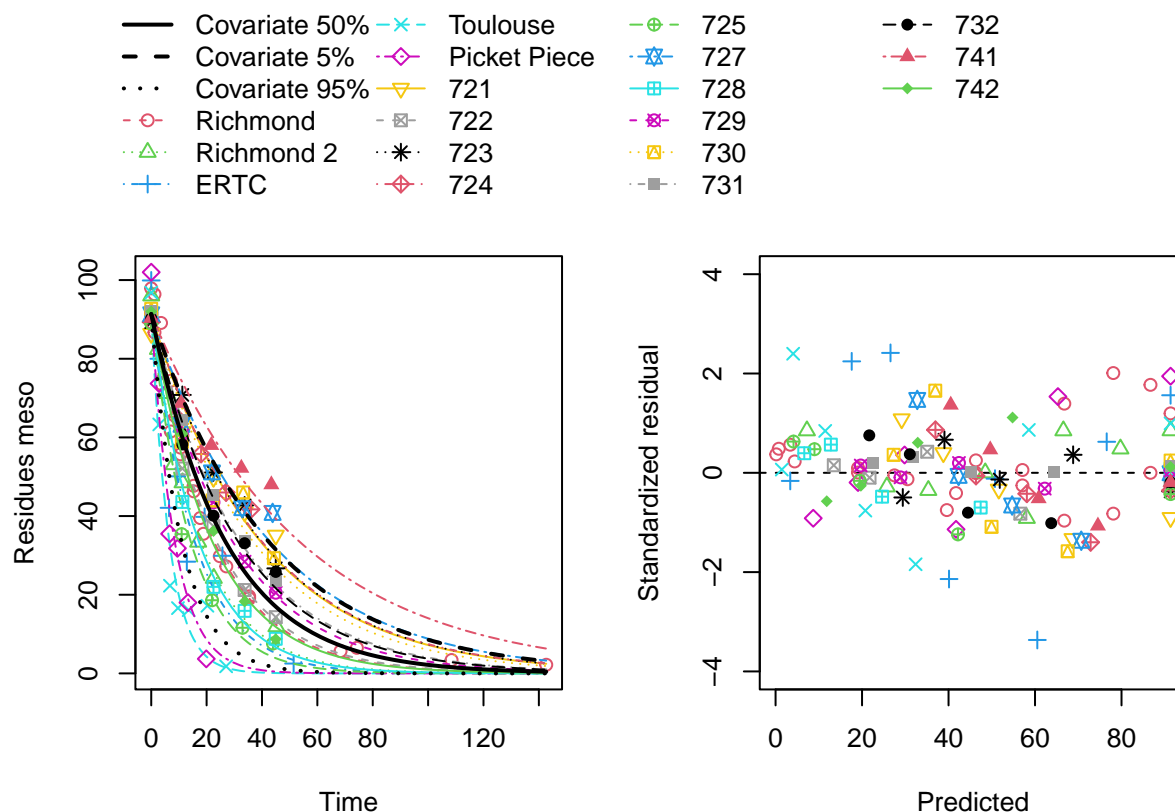 Covariate 50%
Covariate 5%
Covariate 95%
Richmond
Richmond 2
ERTC
Toulouse
Picket Piece
721
722
723
724
725
727
728
729
730
731
732
741
742
Residues meso
100
80
60
40
20
0
0 20 40 60 80 120
Time
Standardized residual
4
2
0
−2
−4
0 20 40 60 80
Predicted